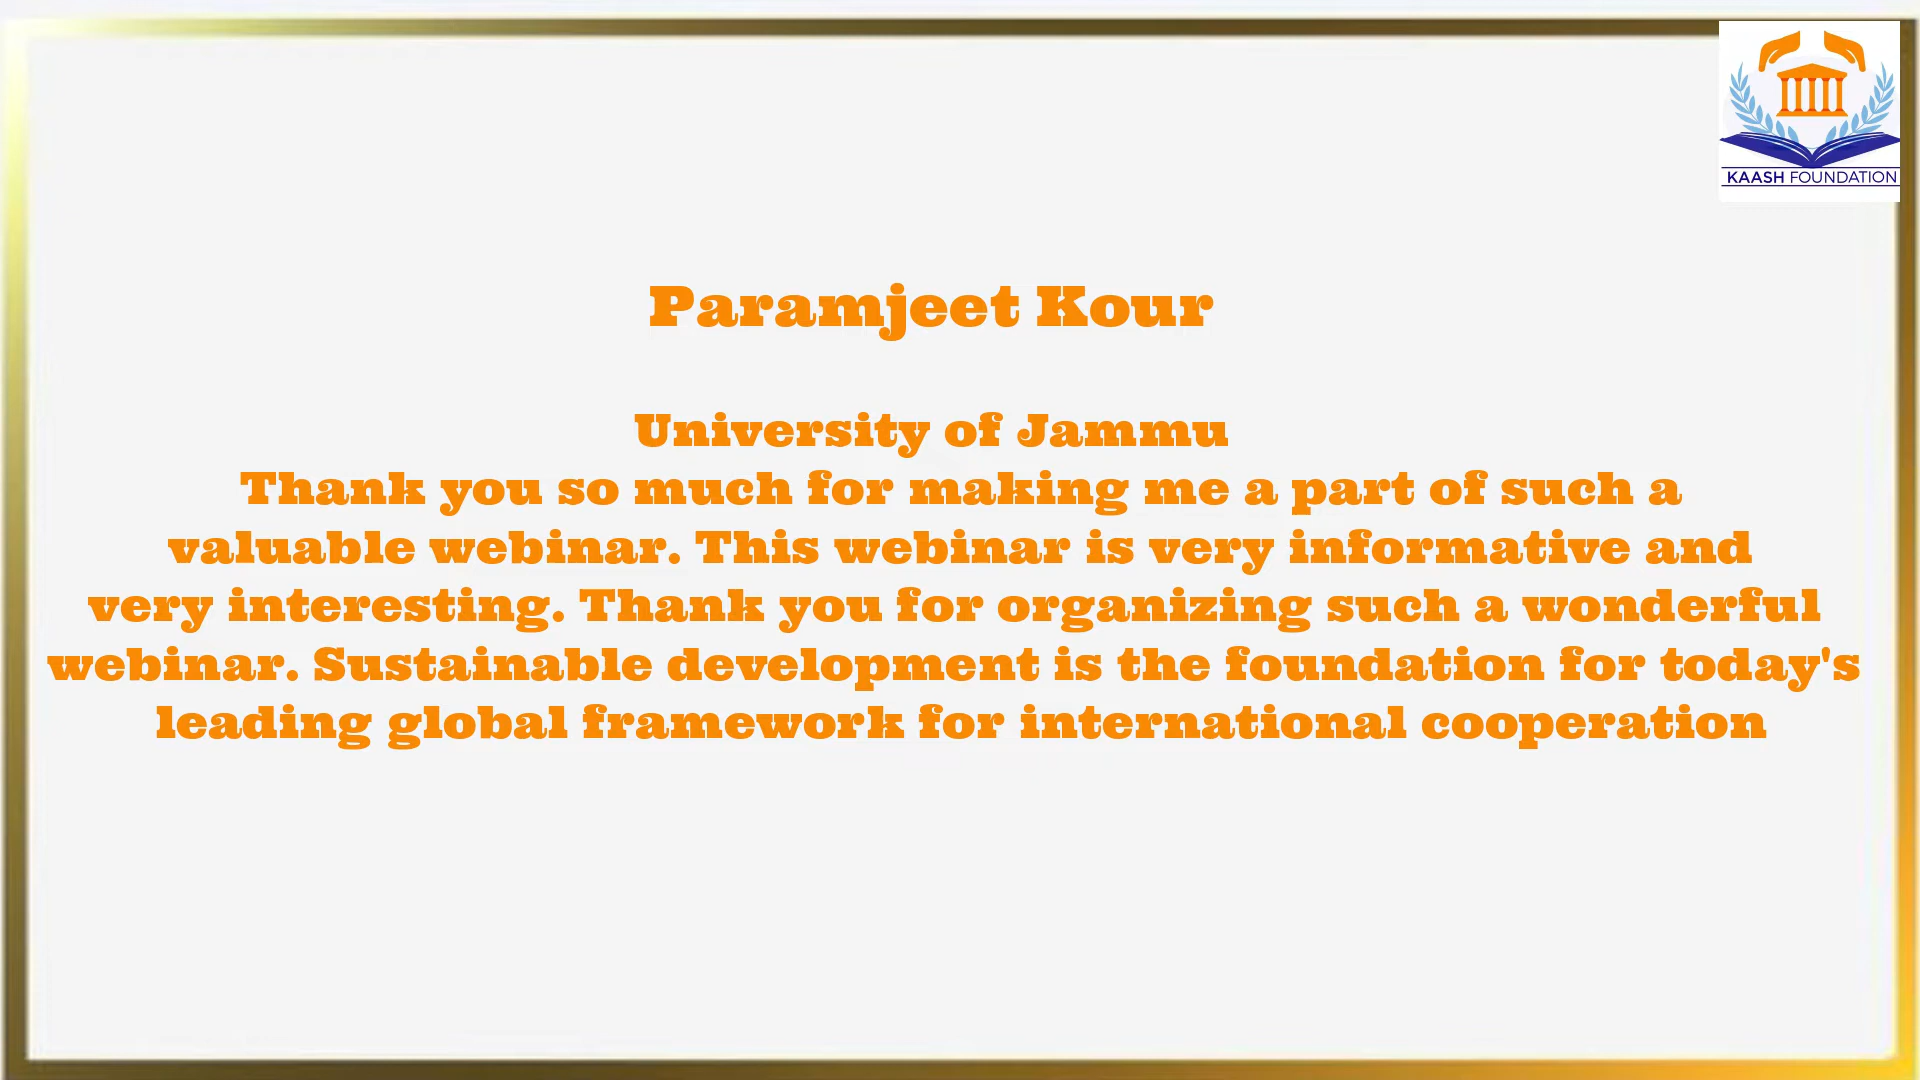 KAASH FOUNDATION
Paramjeet Kour
University of Jammu
Thank you so much for making me a part of such a
valuable webinar. This webinar is very informative and
very interesting. Thank you for organizing such a wonderful
webinar. Sustainable development is the foundation for today's
leading global framework for international cooperation